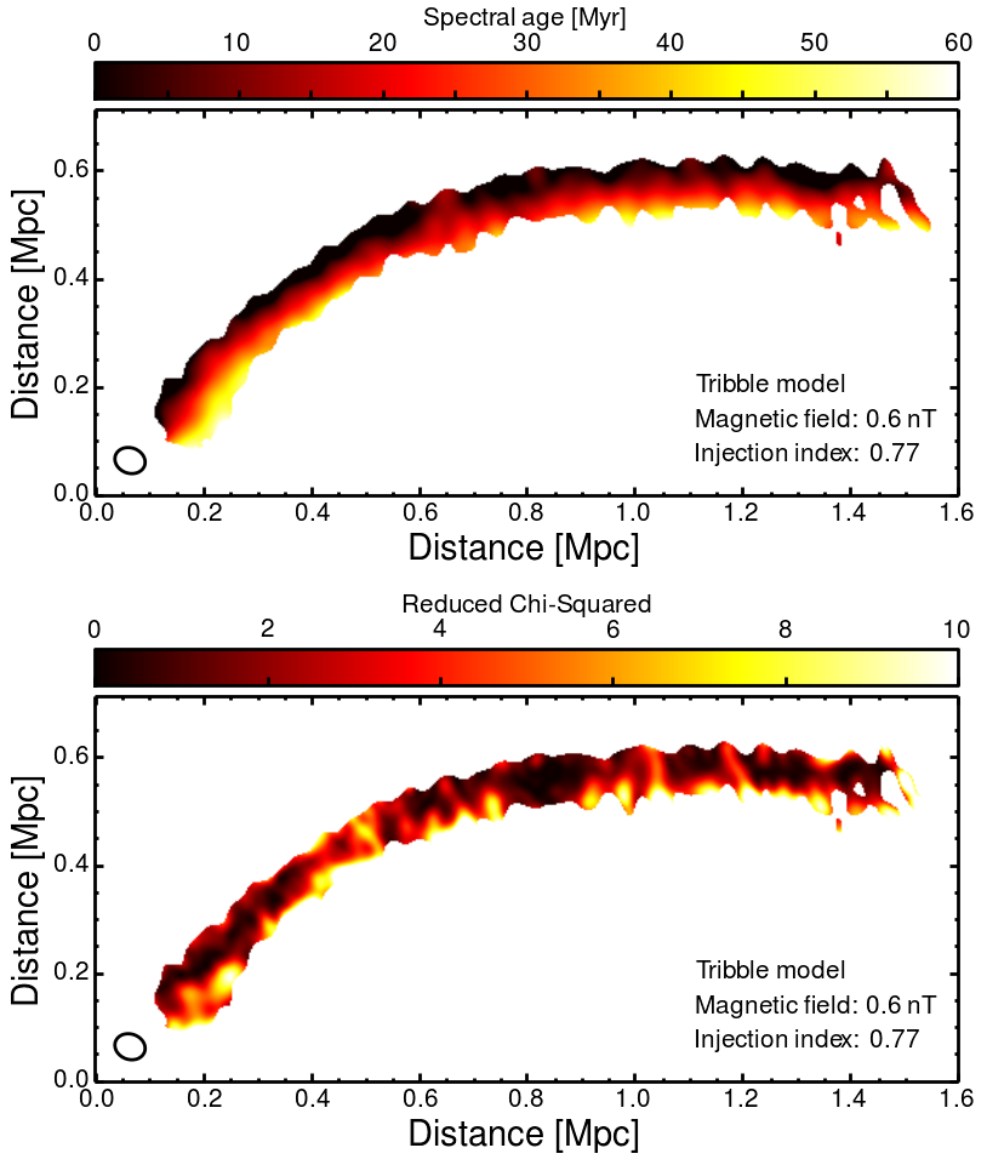 Spectral age [Myr]
0 10 20 30 40 50 60
Distance [Mpc]
0.6
0.4
0.2
0.0
Tribble model
Magnetic field: 0.6 nT
Injection index: 0.77
0.0 0.2 0.4 0.6 0.8 1.0 1.2 1.4 1.6
Distance [Mpc]
Reduced Chi-Squared
0 2 4 6 8 10
Distance [Mpc]
0.6
0.4
0.2
0.0
Tribble model
Magnetic field: 0.6 nT
Injection index: 0.77
0.0 0.2 0.4 0.6 0.8 1.0 1.2 1.4 1.6
Distance [Mpc]